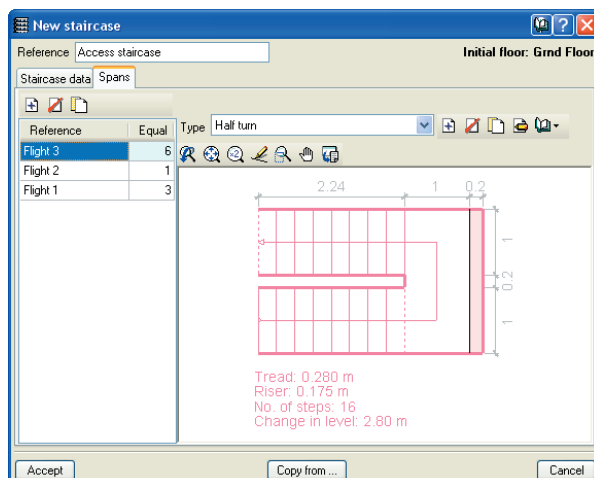 New staircase
Reference Access staircase Initial floor: Grnd Floor
Staircase data Spans
Reference Equal
Flight 3 6
Flight 2 1
Flight 1 3
Type Half turn
x2
2.24 1 0.2
1
0.2
1
Tread: 0.280 m
Riser: 0.175 m
No. of steps: 16
Change in level: 2.80 m
Accept Copy from ... Cancel